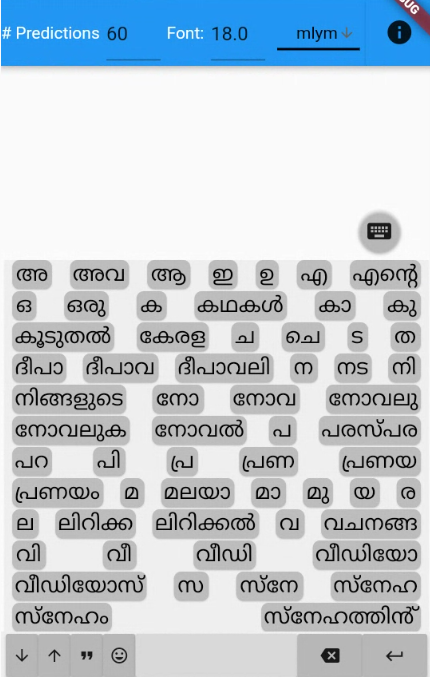 # Predictions 60 Font: 18.0 mlym
അ അവ ആ ഇ ഉ എ എന്റെ
ഒ ഒരു ക കഥകൾ കാ കു
കൂടുതൽ കേരള ച ചെ ട ത
ദീപാ ദീപാവ ദീപാവലി ന നട നി
നിങ്ങളുടെ നോ നോവ നോവലു
നോവലുക നോവൽ പ പരസ്പര
പറ പി പ്ര പ്രണ പ്രണയ
പ്രണയം മ മലയാ മാ മു യ ര
ല ലിറിക്ക ലിറിക്കൽ വ വചനങ്ങ
വി വീ വീഡി വീഡിയോ
വീഡിയോസ് സ സ്നേ സ്നേഹ
സ്നേഹം സ്നേഹത്തിന്